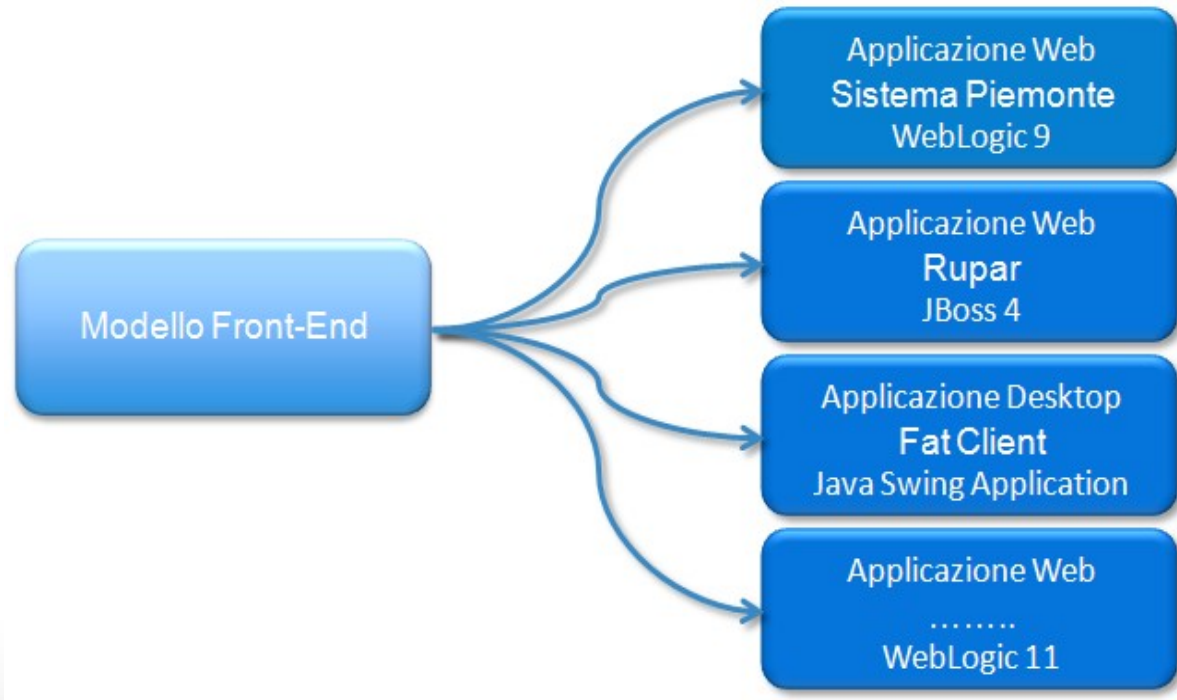 Modello Front-End
Applicazione Web
Sistema Piemonte
WebLogic 9
Applicazione Web
Rupar
JBoss 4
Applicazione Desktop
Fat Client
Java Swing Application
Applicazione Web
……..
WebLogic 11